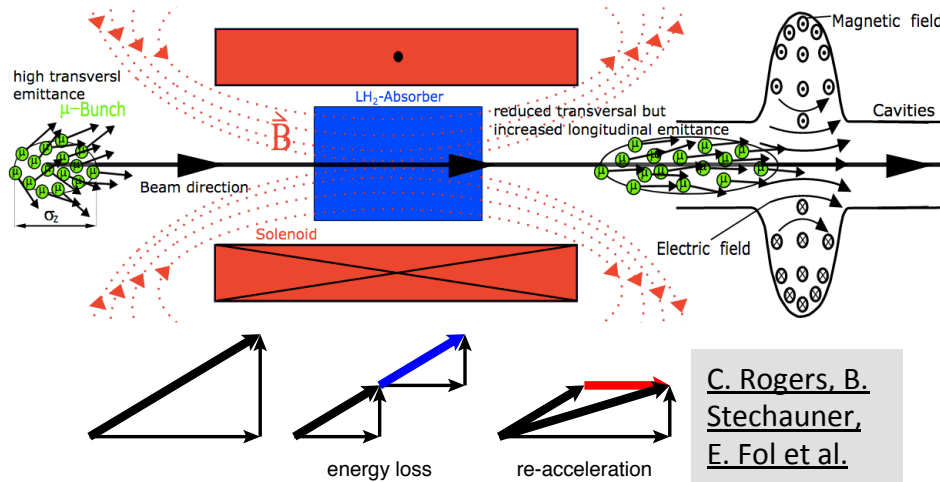 Magnetic field
high transversl
emittance
μ-Bunch
LH2-Absorber
B
reduced transversal but
increased longitudinal emittance
Cavities
μ μ μ μ μ μ μ μ μ μ μ μ μ
μ μ μ μ μ μ μ μ μ μ μ μ μ
Beam direction
σz
Electric field
Solenoid
energy loss
re-acceleration
C. Rogers, B.
Stechauner,
E. Fol et al.